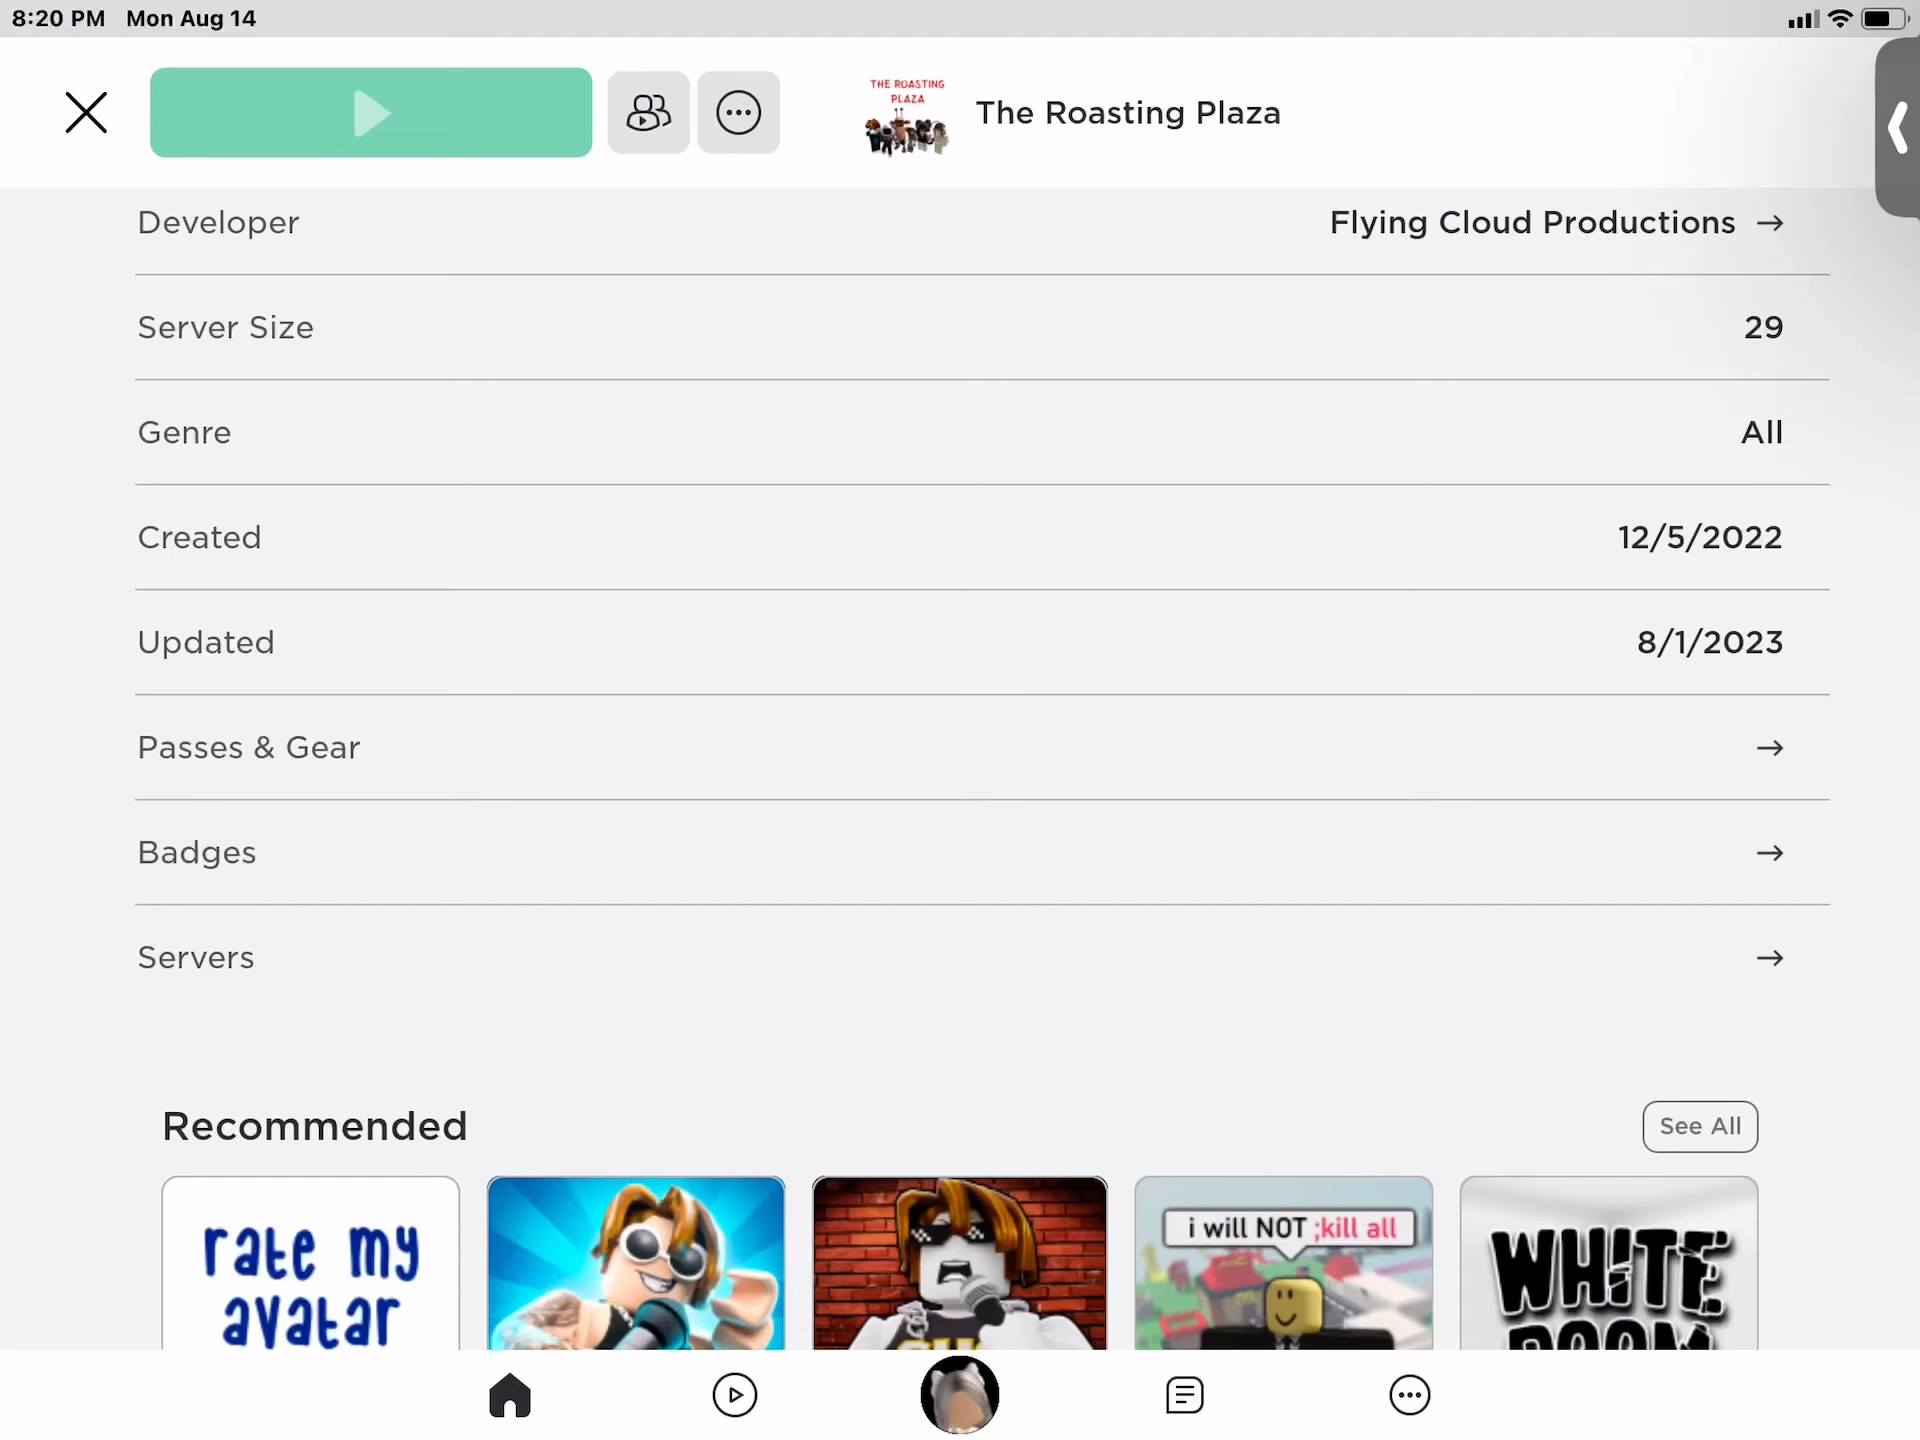 8:20 PM Mon Aug 14
THE ROASTING
PLAZA
The Roasting Plaza
Developer Flying Cloud Productions →
Server Size 29
Genre All
Created 12/5/2022
Updated 8/1/2023
Passes & Gear →
Badges →
Servers →
Recommended See All
rate my
avatar
i will NOT ;kill all
WHITE
ROOM